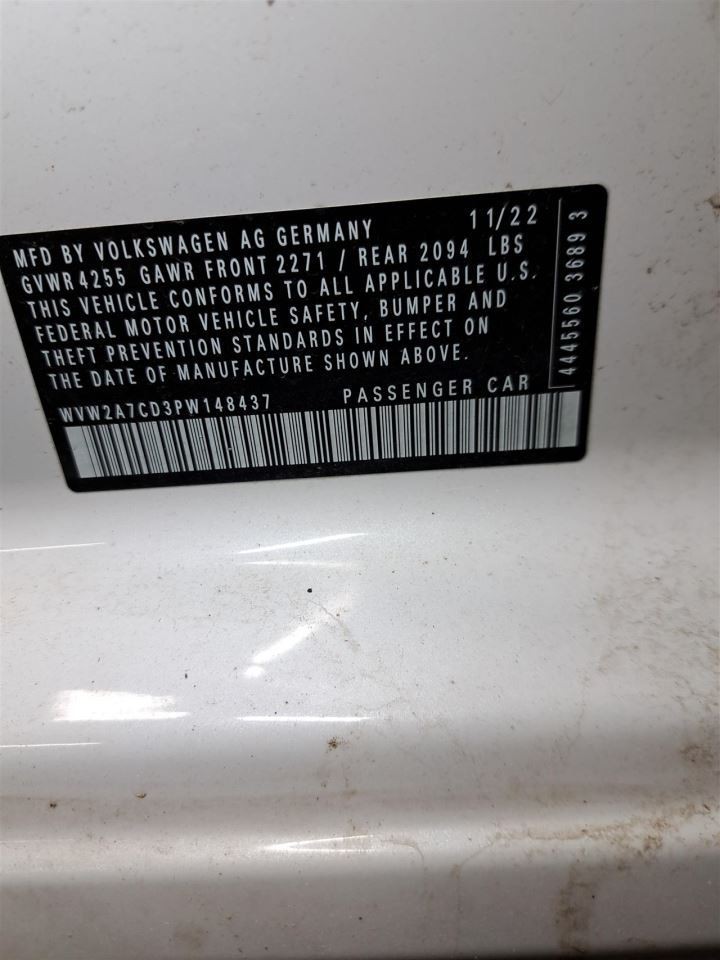 MFD BY VOLKSWAGEN AG GERMANY 11/22
GVWR 4255 GAWR FRONT 2271 / REAR 2094 LBS
THIS VEHICLE CONFORMS TO ALL APPLICABLE U.S.
FEDERAL MOTOR VEHICLE SAFETY, BUMPER AND
THEFT PREVENTION STANDARDS IN EFFECT ON
THE DATE OF MANUFACTURE SHOWN ABOVE.
WVW2A7CD3PW148437 PASSENGER CAR
4445560 3689 3